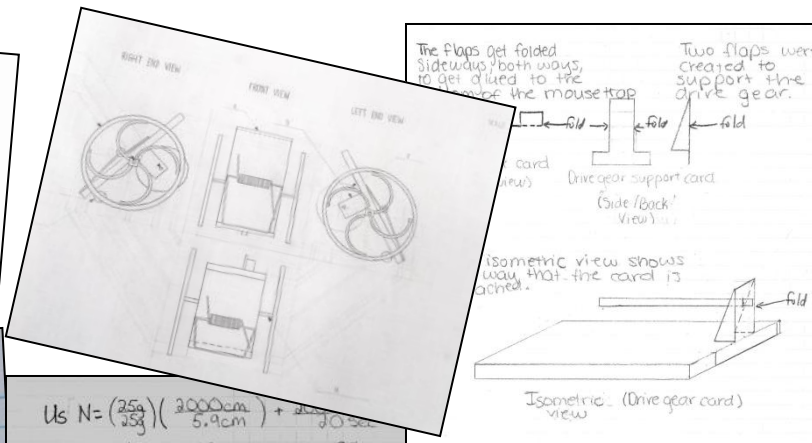 RIGHT END VIEW
FRONT VIEW
LEFT END VIEW
The flaps get folded
Sideways, both ways,
to get glued to the
of the mousetrap
Two flaps wer
created to
support the
drive gear.
fold
fold
fold
card
view)
Drive gear support card
(Side/Back
View)
isometric view shows
way that the card is
ached.
fold
Isometric (Drive gear card)
view
Us N= (25g/25g)(2000cm/5.9cm) +